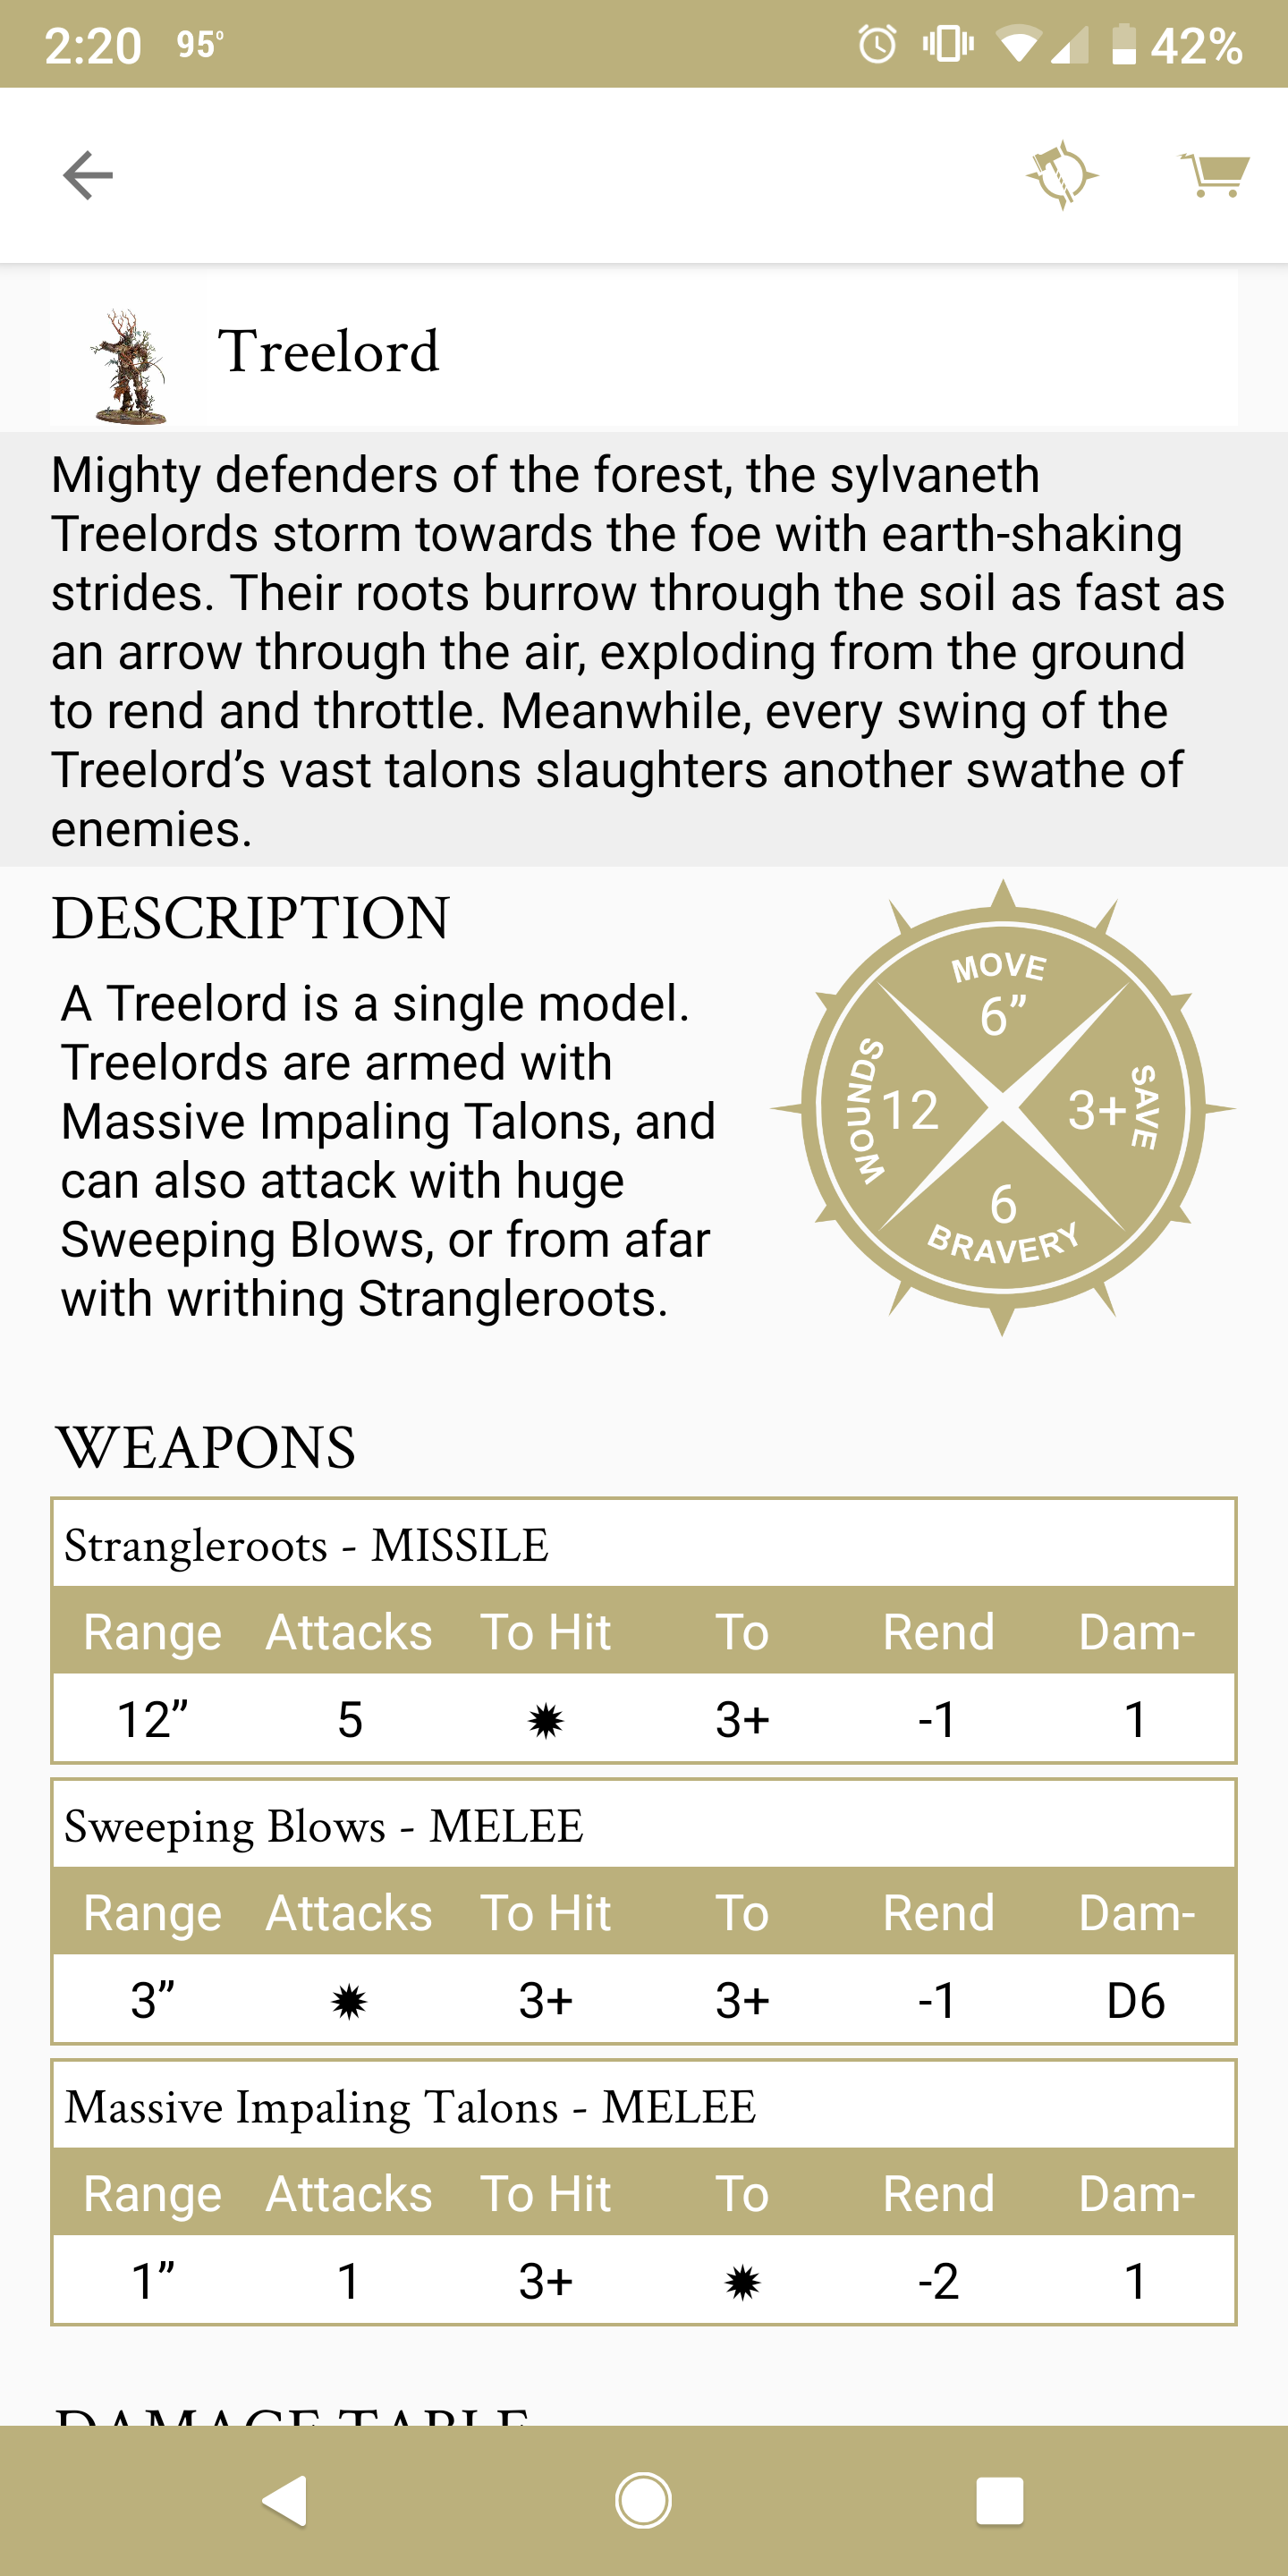 2:20 95° 42%
Treelord
Mighty defenders of the forest, the sylvaneth
Treelords storm towards the foe with earth-shaking
strides. Their roots burrow through the soil as fast as
an arrow through the air, exploding from the ground
to rend and throttle. Meanwhile, every swing of the
Treelord’s vast talons slaughters another swathe of
enemies.
DESCRIPTION
A Treelord is a single model.
Treelords are armed with
Massive Impaling Talons, and
can also attack with huge
Sweeping Blows, or from afar
with writhing Strangleroots.
MOVE
6”
WOUNDS
12
3+
SAVE
6
BRAVERY
WEAPONS
Strangleroots - MISSILE
Range Attacks To Hit To Rend Dam-
12” 5 ✹ 3+ -1 1
Sweeping Blows - MELEE
Range Attacks To Hit To Rend Dam-
3” ✹ 3+ 3+ -1 D6
Massive Impaling Talons - MELEE
Range Attacks To Hit To Rend Dam-
1” 1 3+ ✹ -2 1
DAMAGE TABLE